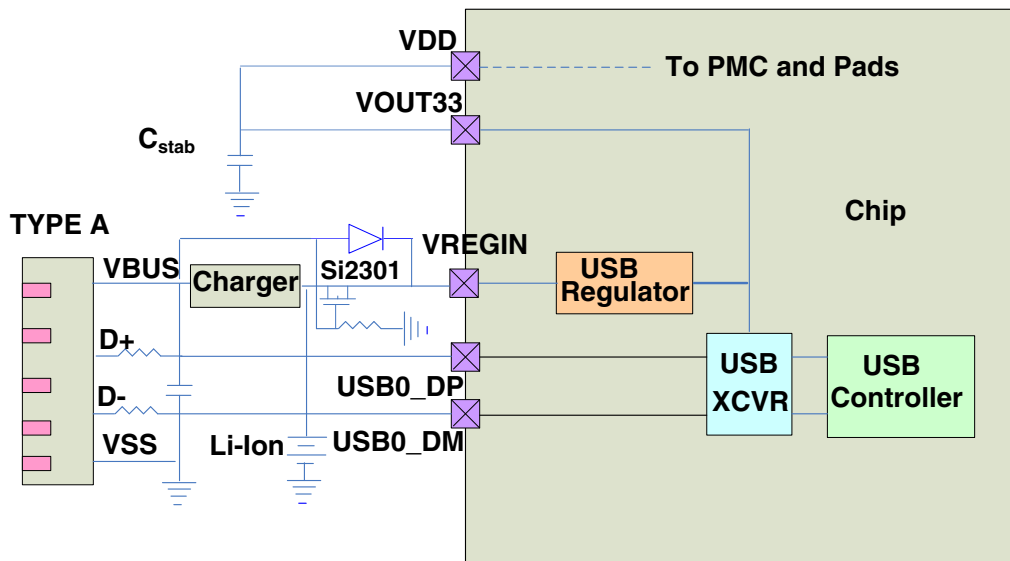 VDD
To PMC and Pads
VOUT33
Cstab
Chip
TYPE A
VREGIN
VBUS
Charger
Si2301
USB
Regulator
D+
USB0_DP
USB
XCVR
USB
Controller
D-
VSS
Li-Ion
USB0_DM